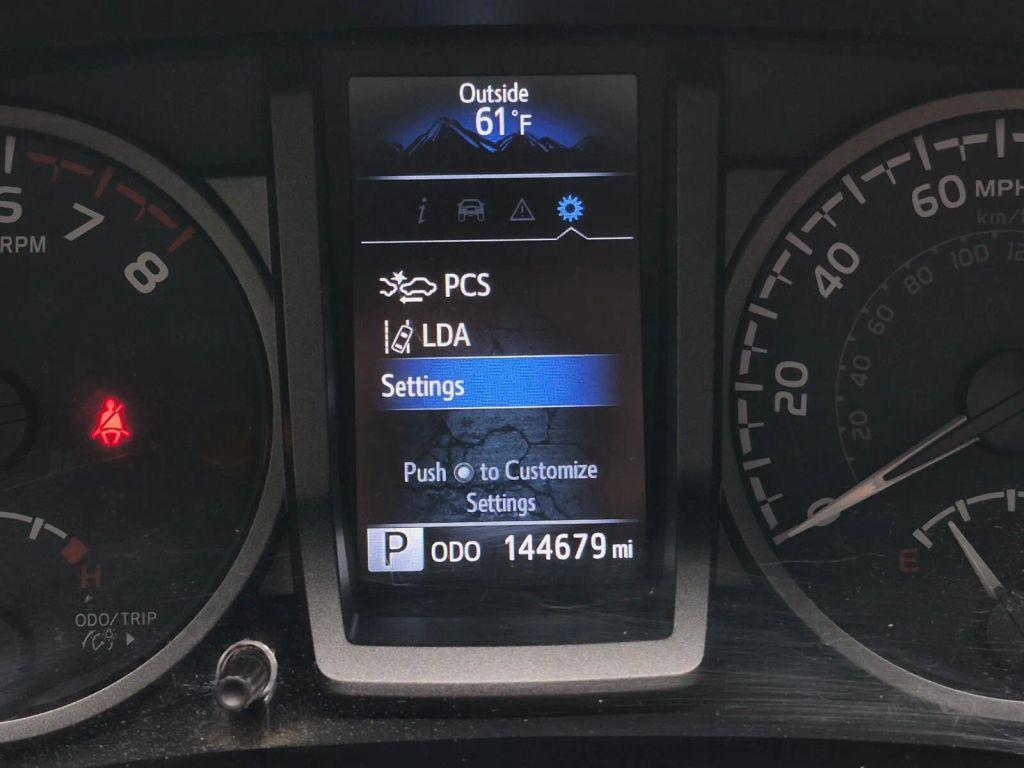 Outside
61°F
i
PCS
LDA
Settings
Push to Customize
Settings
P ODO 144679 mi
6
7
8
RPM
H
ODO/TRIP
MPH
km/h
60
40
20
0
100
80
60
40
20
E